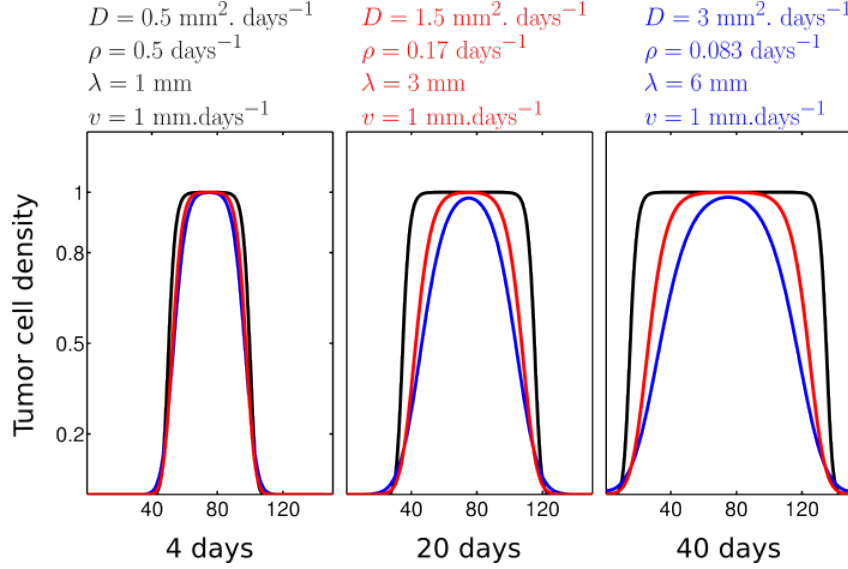 D = 0.5 mm². days⁻¹
ρ = 0.5 days⁻¹
λ = 1 mm
v = 1 mm.days⁻¹
D = 1.5 mm². days⁻¹
ρ = 0.17 days⁻¹
λ = 3 mm
v = 1 mm.days⁻¹
D = 3 mm². days⁻¹
ρ = 0.083 days⁻¹
λ = 6 mm
v = 1 mm.days⁻¹
Tumor cell density
1
0.8
0.5
0.2
40 120
40 80 120
40 80 120
4 days
20 days
40 days